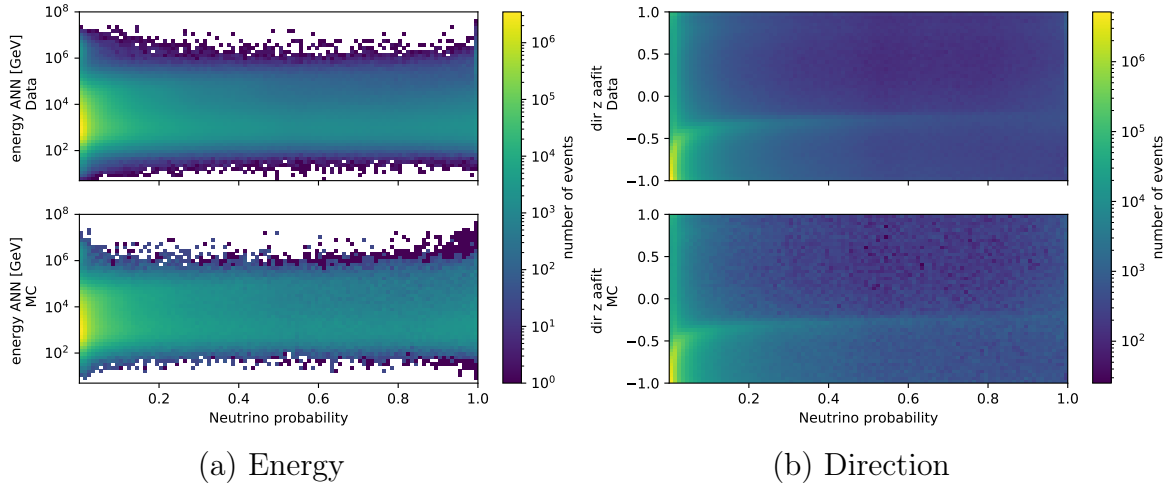 energy ANN [GeV]
Data
10^8
10^6
10^4
10^2
energy ANN [GeV]
MC
10^8
10^6
10^4
10^2
0.2 0.4 0.6 0.8 1.0
Neutrino probability
10^6
10^5
10^4
10^3
10^2
10^1
10^0
number of events
(a) Energy
dir z aafit
Data
1.0
0.5
0.0
−0.5
−1.0
dir z aafit
MC
1.0
0.5
0.0
−0.5
−1.0
0.2 0.4 0.6 0.8 1.0
Neutrino probability
10^6
10^5
10^4
10^3
10^2
number of events
(b) Direction